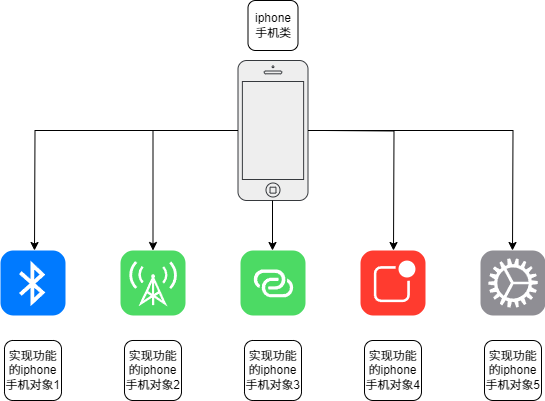 iphone
手机类
实现功能
的iphone
手机对象1
实现功能
的iphone
手机对象2
实现功能
的iphone
手机对象3
实现功能
的iphone
手机对象4
实现功能
的iphone
手机对象5